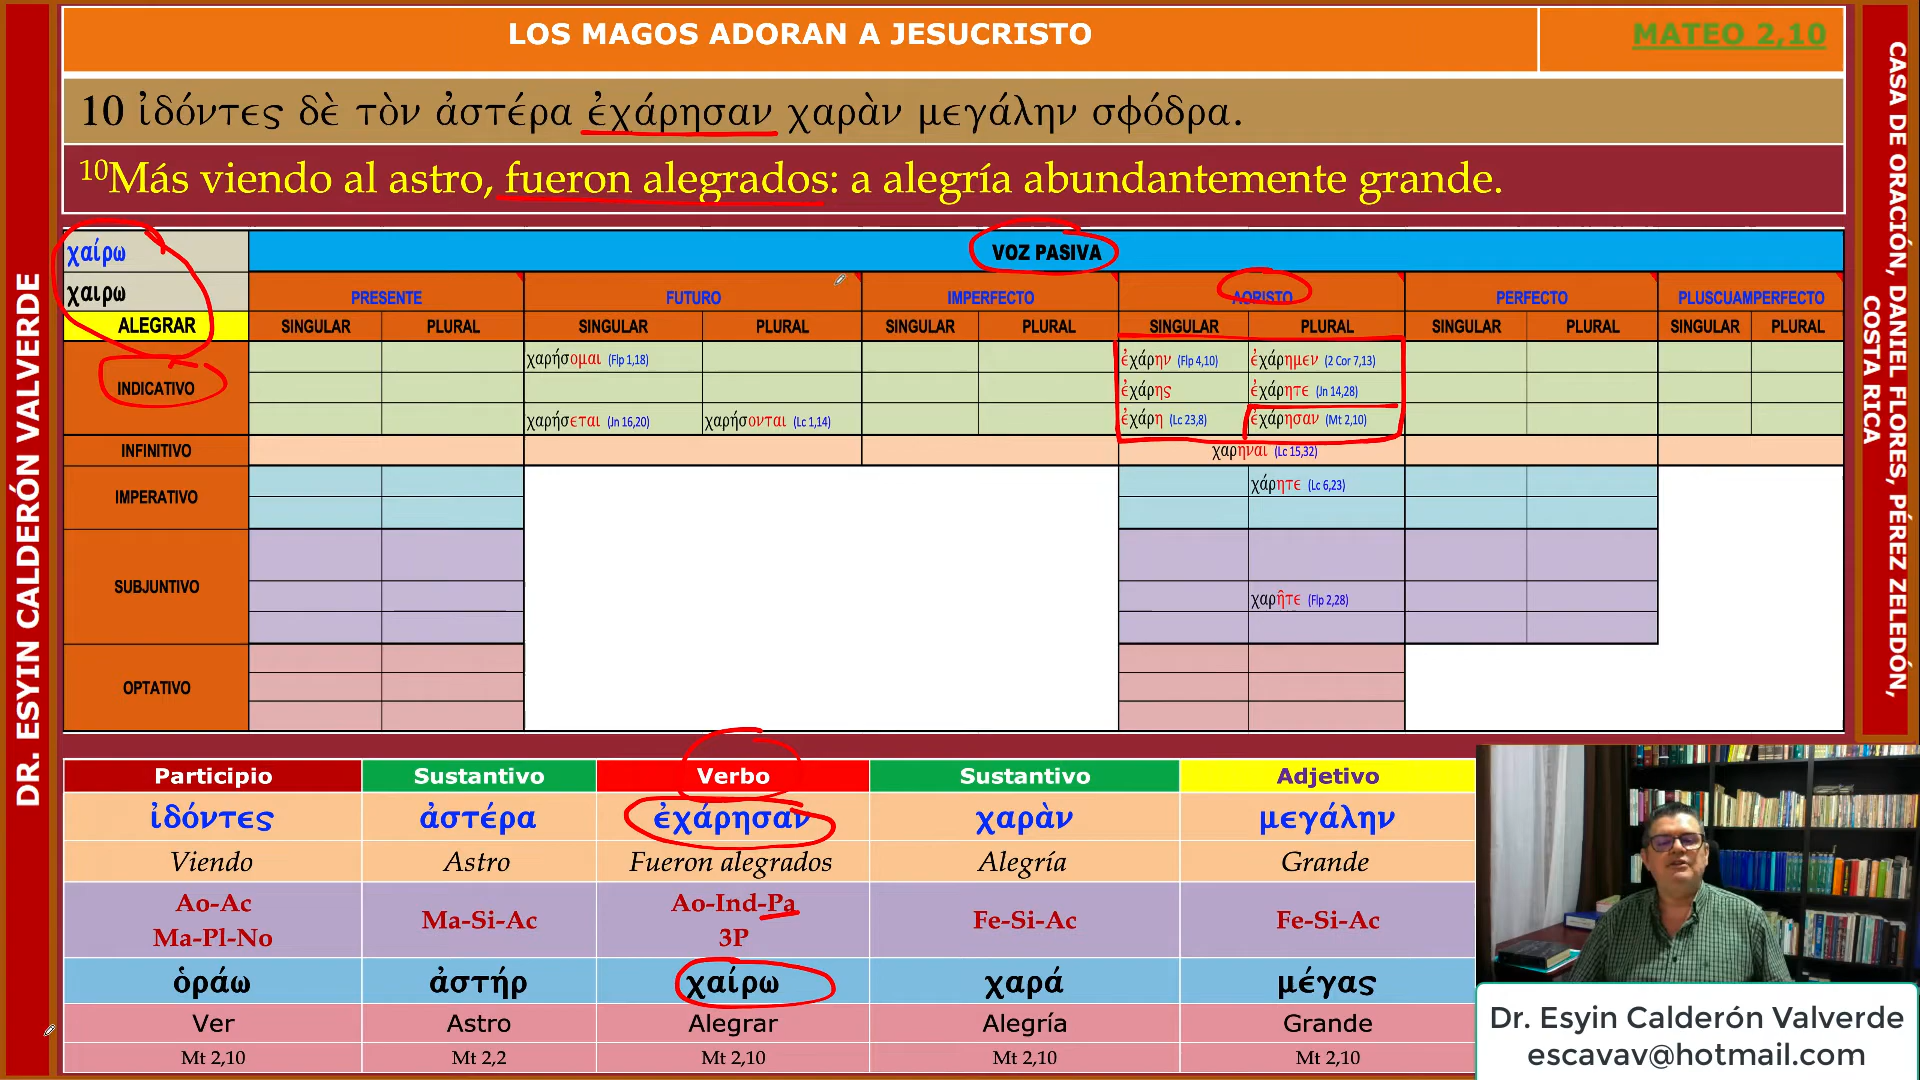 LOS MAGOS ADORAN A JESUCRISTO
MATEO 2,10
10 ἰδόντες δὲ τὸν ἀστέρα ἐχάρησαν χαρὰν μεγάλην σφόδρα.
10Más viendo al astro, fueron alegrados: a alegría abundantemente grande.
DR. ESYIN CALDERÓN VALVERDE
CASA DE ORACIÓN, DANIEL FLORES, PÉREZ ZELEDÓN,
COSTA RICA
χαίρω
χαιρω
ALEGRAR
VOZ PASIVA
PRESENTE FUTURO IMPERFECTO AORISTO PERFECTO PLUSCUAMPERFECTO
SINGULAR PLURAL SINGULAR PLURAL SINGULAR PLURAL SINGULAR PLURAL SINGULAR PLURAL SINGULAR PLURAL
INDICATIVO
χαρήσομαι (Flp 1,18) ἐχάρην (Flp 4,10) ἐχάρημεν (2 Cor 7,13)
ἐχάρης ἐχάρητε (Jn 14,28)
χαρήσεται (Jn 16,20) χαρήσονται (Lc 1,14) ἐχάρη (Lc 23,8) ἐχάρησαν (Mt 2,10)
INFINITIVO χαρῆναι (Lc 15,32)
IMPERATIVO χάρητε (Lc 6,23)
SUBJUNTIVO χαρῆτε (Flp 2,28)
OPTATIVO
Participio Sustantivo Verbo Sustantivo Adjetivo
ἰδόντες ἀστέρα ἐχάρησαν χαρὰν μεγάλην
Viendo Astro Fueron alegrados Alegría Grande
Ao-Ac Ma-Si-Ac Ao-Ind-Pa Fe-Si-Ac Fe-Si-Ac
Ma-Pl-No 3P
ὁράω ἀστήρ χαίρω χαρά μέγας
Ver Astro Alegrar Alegría Grande
Mt 2,10 Mt 2,2 Mt 2,10 Mt 2,10 Mt 2,10
Dr. Esyin Calderón Valverde
escavav@hotmail.com